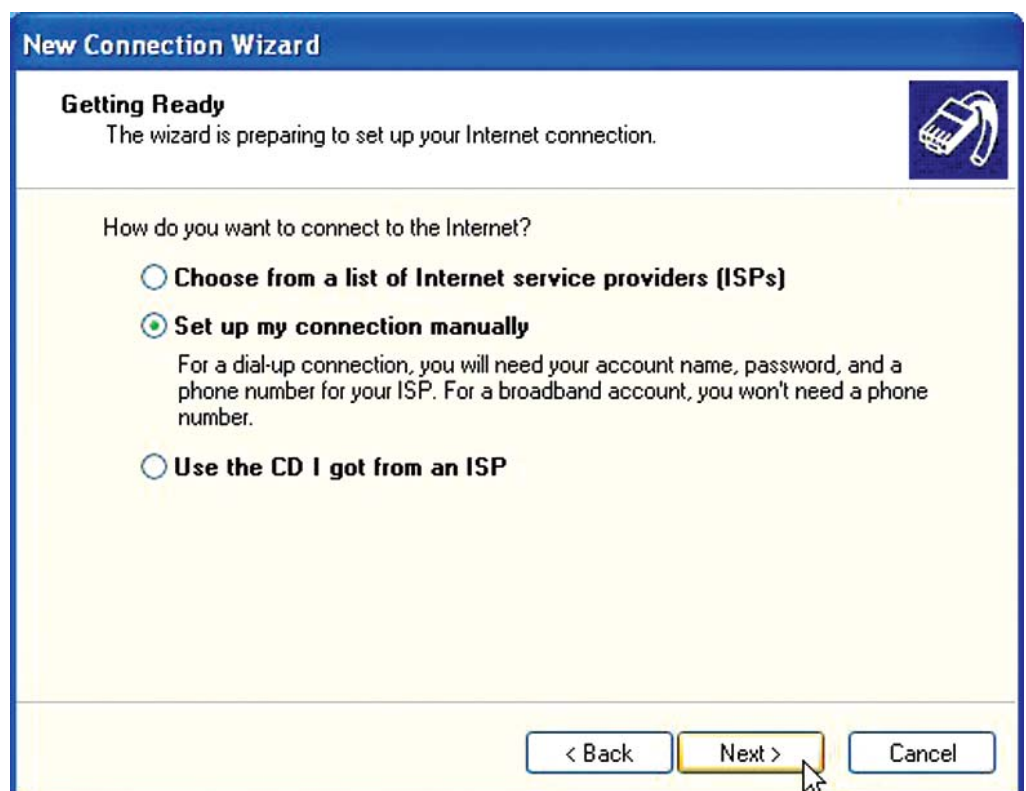 New Connection Wizard
Getting Ready
The wizard is preparing to set up your Internet connection.
How do you want to connect to the Internet?
Choose from a list of Internet service providers (ISPs)
Set up my connection manually
For a dial-up connection, you will need your account name, password, and a
phone number for your ISP. For a broadband account, you won't need a phone
number.
Use the CD I got from an ISP
< Back Next > Cancel